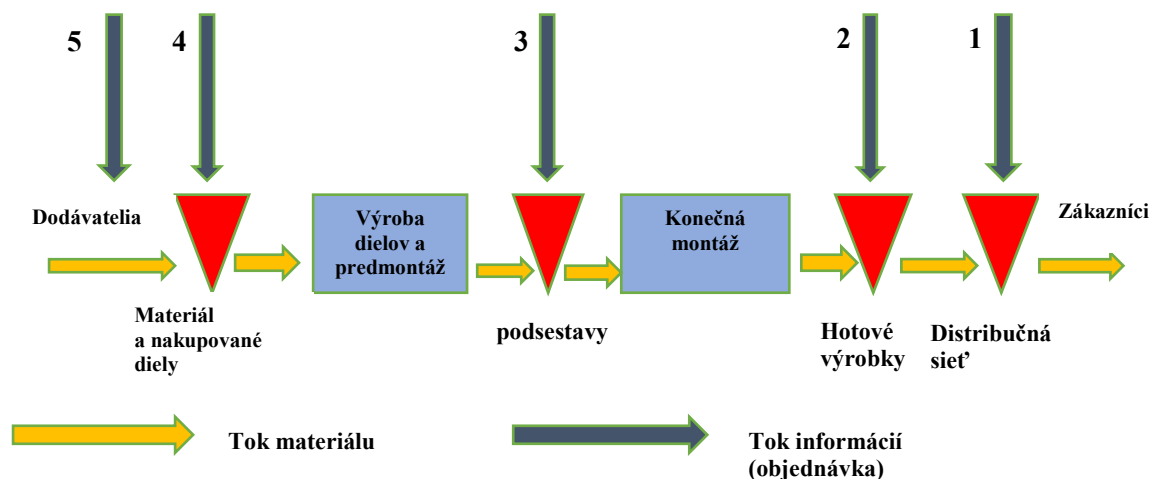 5
4
3
2
1
Dodávatelia
Výroba
dielov a
predmontáž
Konečná
montáž
Zákazníci
Materiál
a nakupované
diely
podsestavy
Hotové
výrobky
Distribučná
sieť
Tok materiálu
Tok informácií
(objednávka)